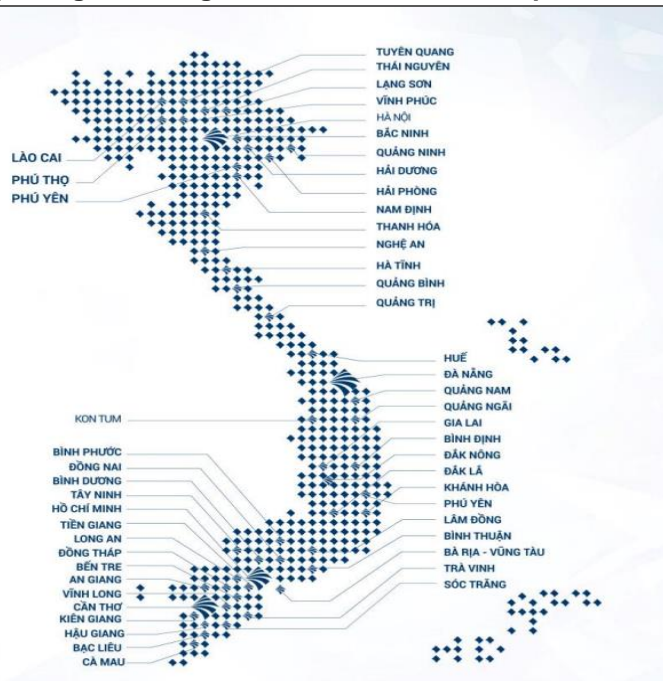 TUYÊN QUANG
THÁI NGUYÊN
LẠNG SƠN
VĨNH PHÚC
HÀ NỘI
BẮC NINH
QUẢNG NINH
HẢI DƯƠNG
HẢI PHÒNG
NAM ĐỊNH
THANH HÓA
NGHỆ AN
HÀ TĨNH
QUẢNG BÌNH
QUẢNG TRỊ
LÀO CAI
PHÚ THỌ
PHÚ YÊN
HUẾ
ĐÀ NẴNG
QUẢNG NAM
QUẢNG NGÃI
GIA LAI
BÌNH ĐỊNH
ĐẮK NÔNG
ĐẮK LĂ
KHÁNH HÒA
PHÚ YÊN
LÂM ĐỒNG
BÌNH THUẬN
BÀ RỊA - VŨNG TÀU
TRÀ VINH
SÓC TRĂNG
KON TUM
BÌNH PHƯỚC
ĐỒNG NAI
BÌNH DƯƠNG
TÂY NINH
HỒ CHÍ MINH
TIỀN GIANG
LONG AN
ĐỒNG THÁP
BẾN TRE
AN GIANG
VĨNH LONG
CẦN THƠ
KIÊN GIANG
HẬU GIANG
BẠC LIÊU
CÀ MAU